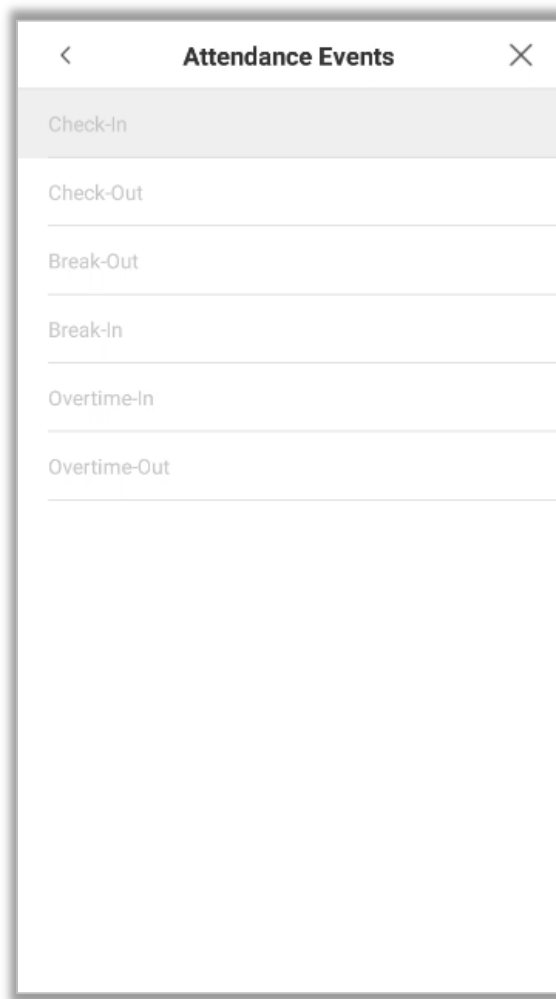 Attendance Events
Check-In
Check-Out
Break-Out
Break-In
Overtime-In
Overtime-Out